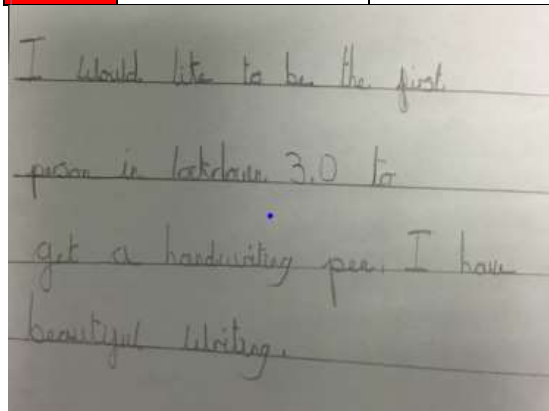 I would like to be the first
person in lockdown 3.0 to
get a handwriting pen. I have
beautiful writing.